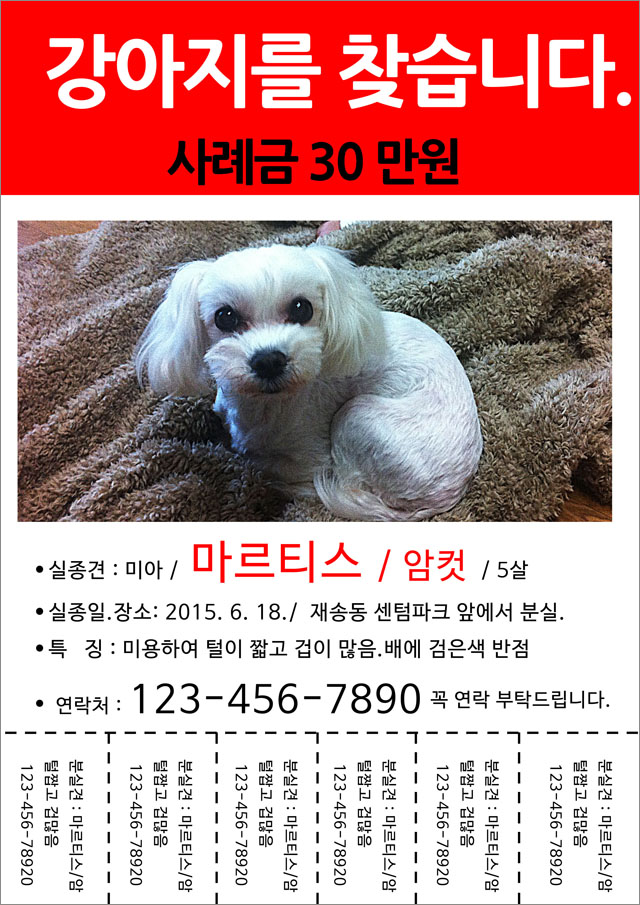 강아지를 찾습니다.
사례금 30 만원
• 실종견 : 미아 / 마르티스 / 암컷 / 5살
• 실종일.장소: 2015. 6. 18./ 재송동 센텀파크 앞에서 분실.
• 특 징 : 미용하여 털이 짧고 겁이 많음.배에 검은색 반점
• 연락처 : 123-456-7890 꼭 연락 부탁드립니다.
분실견 : 마르티스/암
털짧고 겁많음
123-456-78920
분실견 : 마르티스/암
털짧고 겁많음
123-456-78920
분실견 : 마르티스/암
털짧고 겁많음
123-456-78920
분실견 : 마르티스/암
털짧고 겁많음
123-456-78920
분실견 : 마르티스/암
털짧고 겁많음
123-456-78920
분실견 : 마르티스/암
털짧고 겁많음
123-456-78920